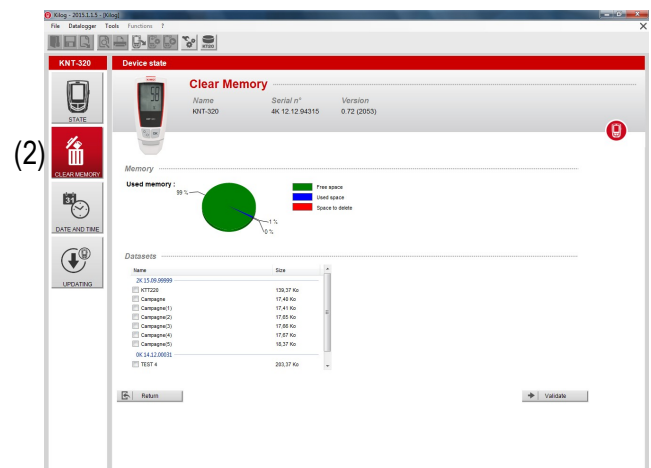 Kilog - 2015.1.1.5 - [Kilog]
File Datalogger Tools Functions ?
KNT-320 Device state
Clear Memory
Name Serial n° Version
KNT-320 4K 12.12.94315 0.72 (2053)
STATE
(2)
CLEAR MEMORY
Memory
Used memory :
99 %
Free space
Used space
Space to delete
1 %
0 %
31
DATE AND TIME
Datasets
Name Size
2K 15.09.99999
KTT220 139,37 Ko
Campagne 17,40 Ko
Campagne(1) 17,41 Ko
Campagne(2) 17,65 Ko
Campagne(3) 17,66 Ko
Campagne(4) 17,67 Ko
Campagne(5) 18,37 Ko
UPDATING
0K 14.12.00031
TEST 4 203,37 Ko
Return Validate